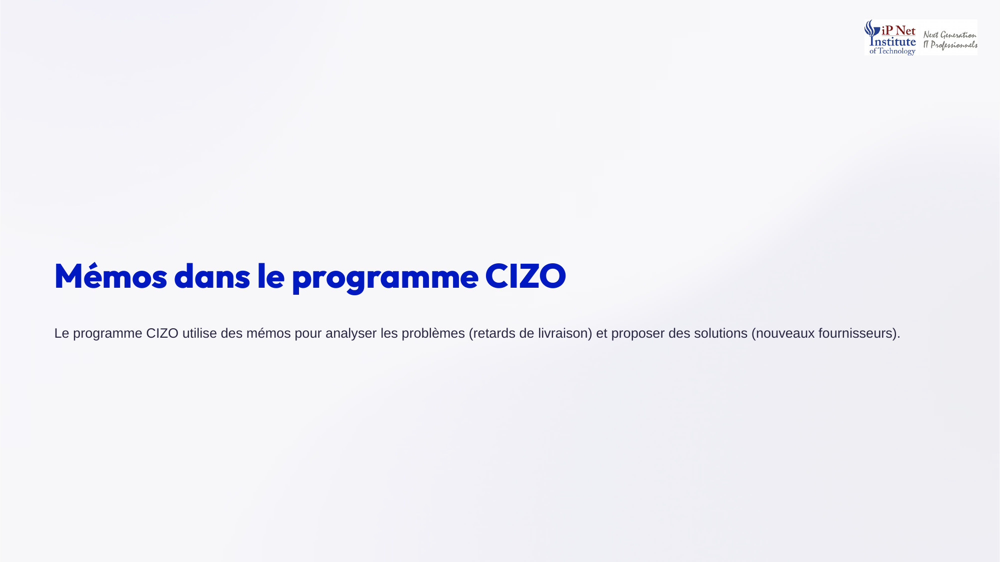 iP Net
Institute
of Technology
Next Generation
IT Professionnels
Mémos dans le programme CIZO
Le programme CIZO utilise des mémos pour analyser les problèmes (retards de livraison) et proposer des solutions (nouveaux fournisseurs).